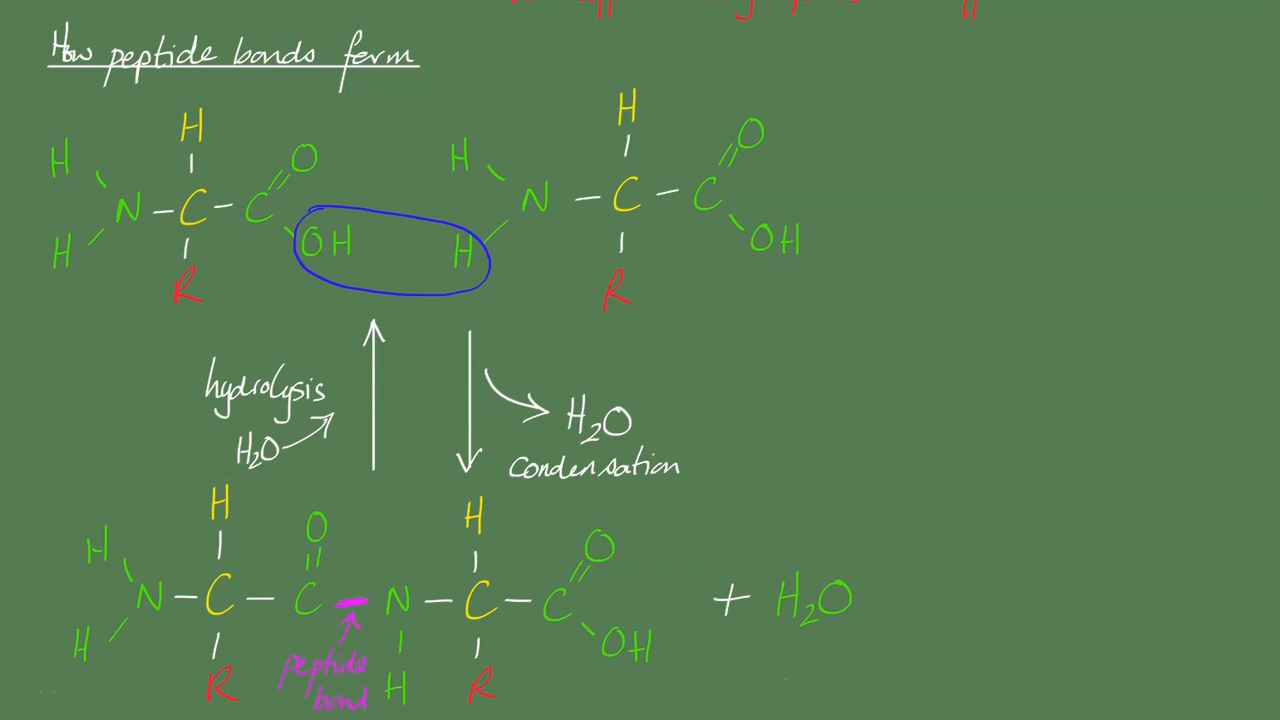 How peptide bonds form
H H
H O H O
N – C – C N – C – C
H OH H OH
R R
hydrolysis
H₂O H₂O
condensation
H H
H O O
N – C – C – N – C – C + H₂O
H OH
peptide
bond
R H R